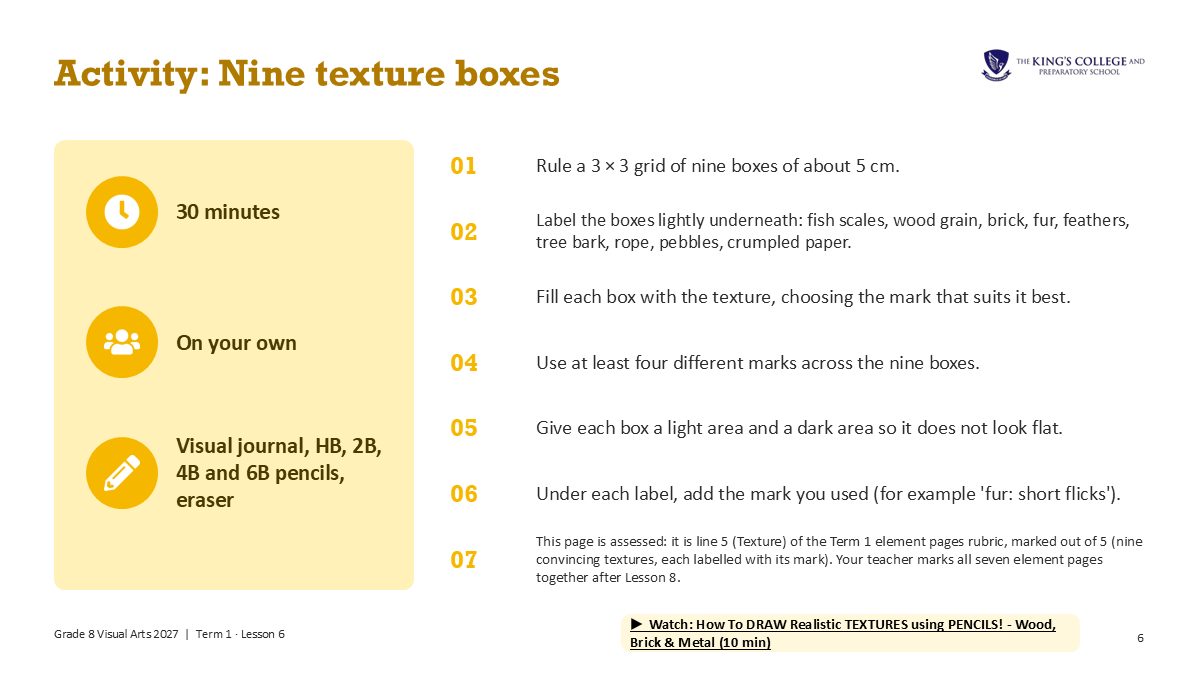 Activity: Nine texture boxes
THE KING'S COLLEGE AND
PREPARATORY SCHOOL
30 minutes
On your own
Visual journal, HB, 2B,
4B and 6B pencils,
eraser
01
Rule a 3 × 3 grid of nine boxes of about 5 cm.
02
Label the boxes lightly underneath: fish scales, wood grain, brick, fur, feathers,
tree bark, rope, pebbles, crumpled paper.
03
Fill each box with the texture, choosing the mark that suits it best.
04
Use at least four different marks across the nine boxes.
05
Give each box a light area and a dark area so it does not look flat.
06
Under each label, add the mark you used (for example 'fur: short flicks').
07
This page is assessed: it is line 5 (Texture) of the Term 1 element pages rubric, marked out of 5 (nine
convincing textures, each labelled with its mark). Your teacher marks all seven element pages
together after Lesson 8.
Grade 8 Visual Arts 2027 | Term 1 · Lesson 6
▶ Watch: How To DRAW Realistic TEXTURES using PENCILS! - Wood,
Brick & Metal (10 min)
6